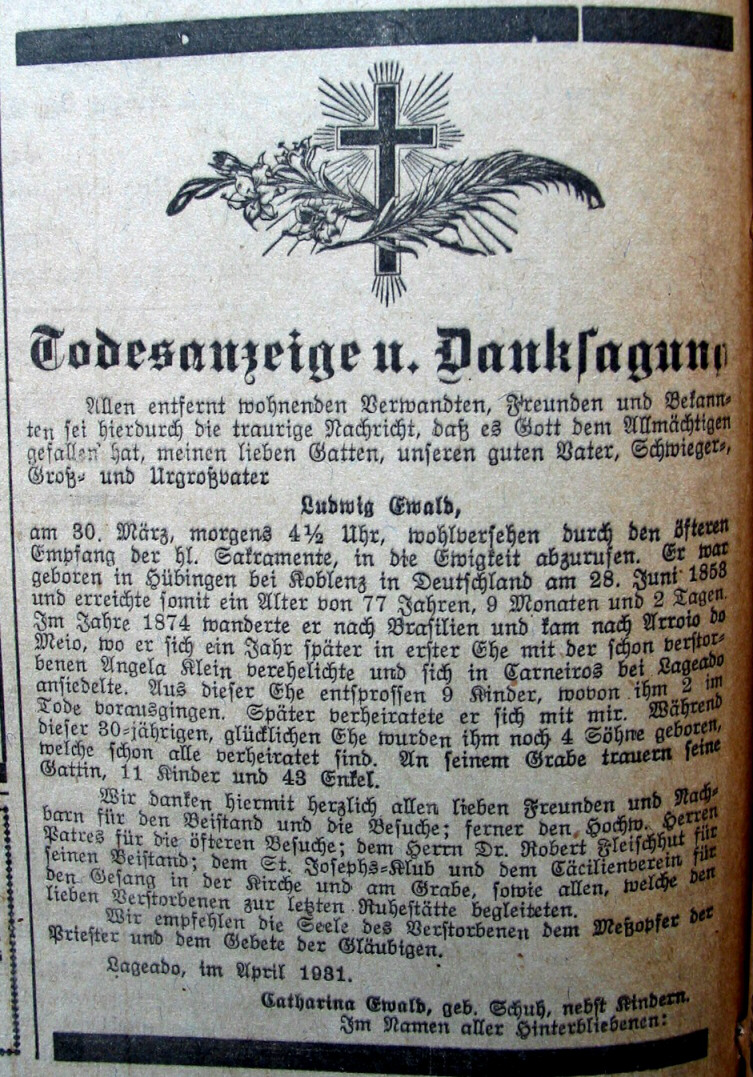 Todesanzeige u. Danksagung
Allen entfernt wohnenden Verwandten, Freunden und Bekann-
ten sei hierdurch die traurige Nachricht, daß es Gott dem Allmächtigen
gefallen hat, meinen lieben Gatten, unseren guten Vater, Schwieger-,
Groß- und Urgroßvater
Ludwig Ewald,
am 30. März, morgens 4½ Uhr, wohlversehen durch den öfteren
Empfang der hl. Sakramente, in die Ewigkeit abzurufen. Er war
geboren in Hübingen bei Koblenz in Deutschland am 28. Juni 1853
und erreichte somit ein Alter von 77 Jahren, 9 Monaten und 2 Tagen.
Im Jahre 1874 wanderte er nach Brasilien und kam nach Arroio do
Meio, wo er sich ein Jahr später in erster Ehe mit der schon verstor-
benen Angela Klein verehelichte und sich in Carneiros bei Lageado
ansiedelte. Aus dieser Ehe entsprossen 9 Kinder, wovon ihm 2 im
Tode vorausgingen. Später verheiratete er sich mit mir. Während
dieser 30-jährigen, glücklichen Ehe wurden ihm noch 4 Söhne geboren,
welche schon alle verheiratet sind. An seinem Grabe trauern seine
Gattin, 11 Kinder und 43 Enkel.
Wir danken hiermit herzlich allen lieben Freunden und Nach-
barn für den Beistand und die Besuche; ferner den Hochw. Herren
Patres für die öfteren Besuche; dem Herrn Dr. Robert Fleischhut für
seinen Beistand; dem St. Josephs-Klub und dem Cäcilienverein für
den Gesang in der Kirche und am Grabe, sowie allen, welche den
lieben Verstorbenen zur letzten Ruhestätte begleiteten.
Wir empfehlen die Seele des Verstorbenen dem Meßopfer der
Priester und dem Gebete der Gläubigen.
Lageado, im April 1931.
Catharina Ewald, geb. Schuh, nebst Kindern.
Im Namen aller Hinterbliebenen: